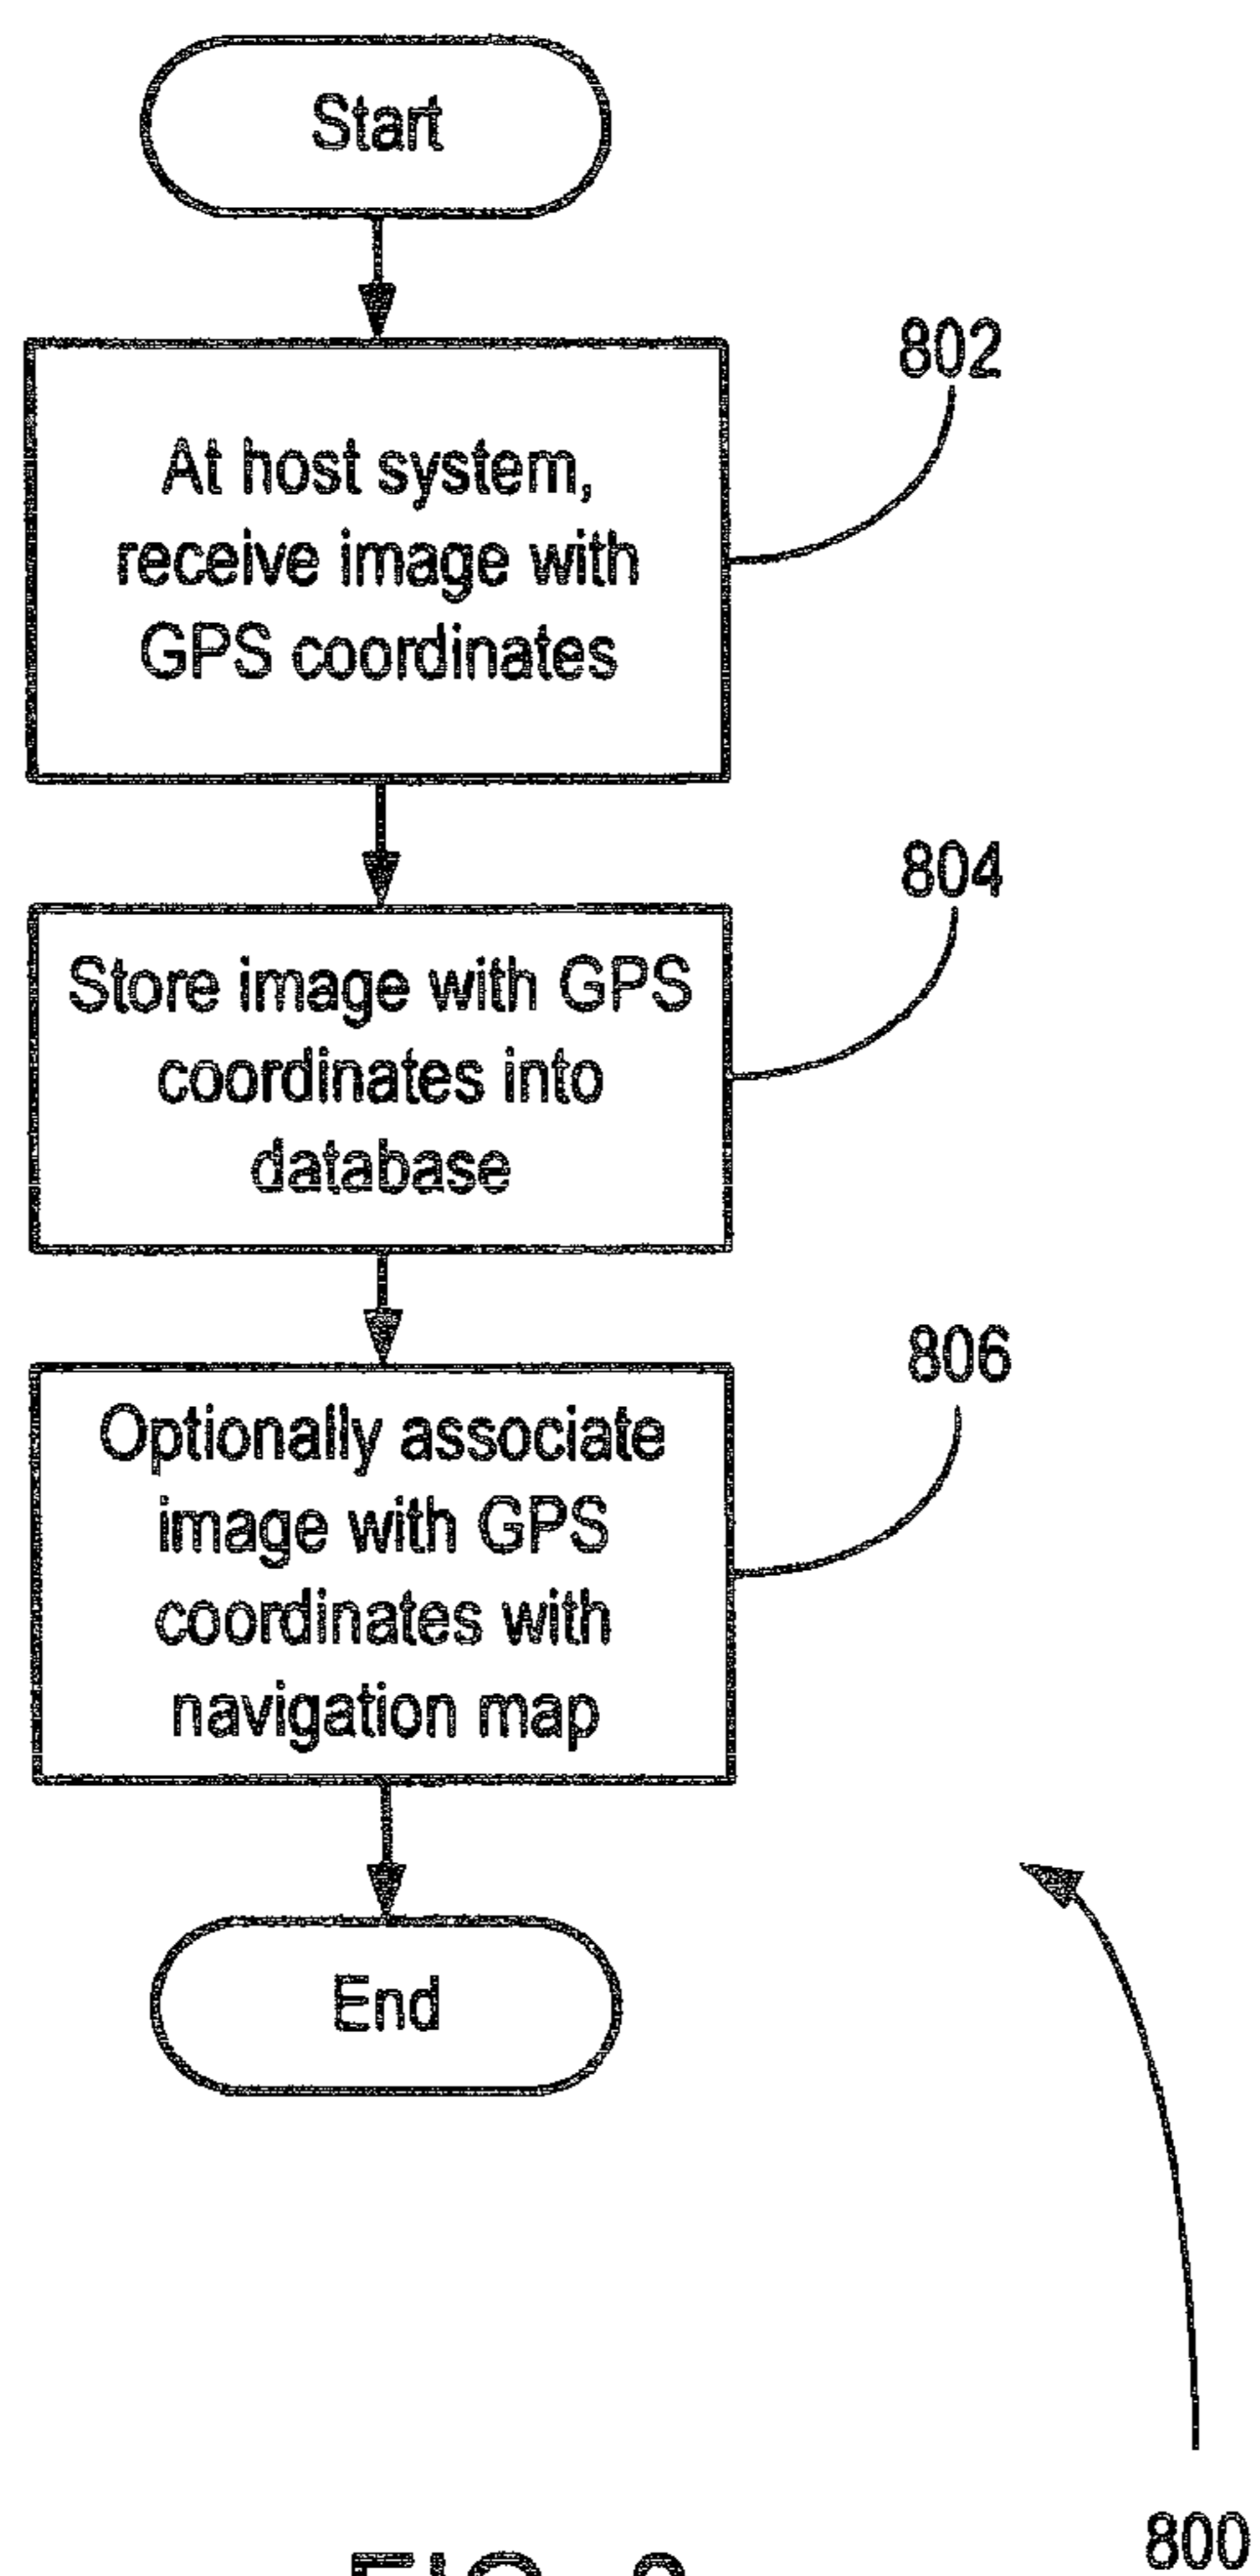 Start
802
At host system,
receive image with
GPS coordinates
804
Store image with GPS
coordinates into
database
806
Optionally associate
image with GPS
coordinates with
navigation map
End
800